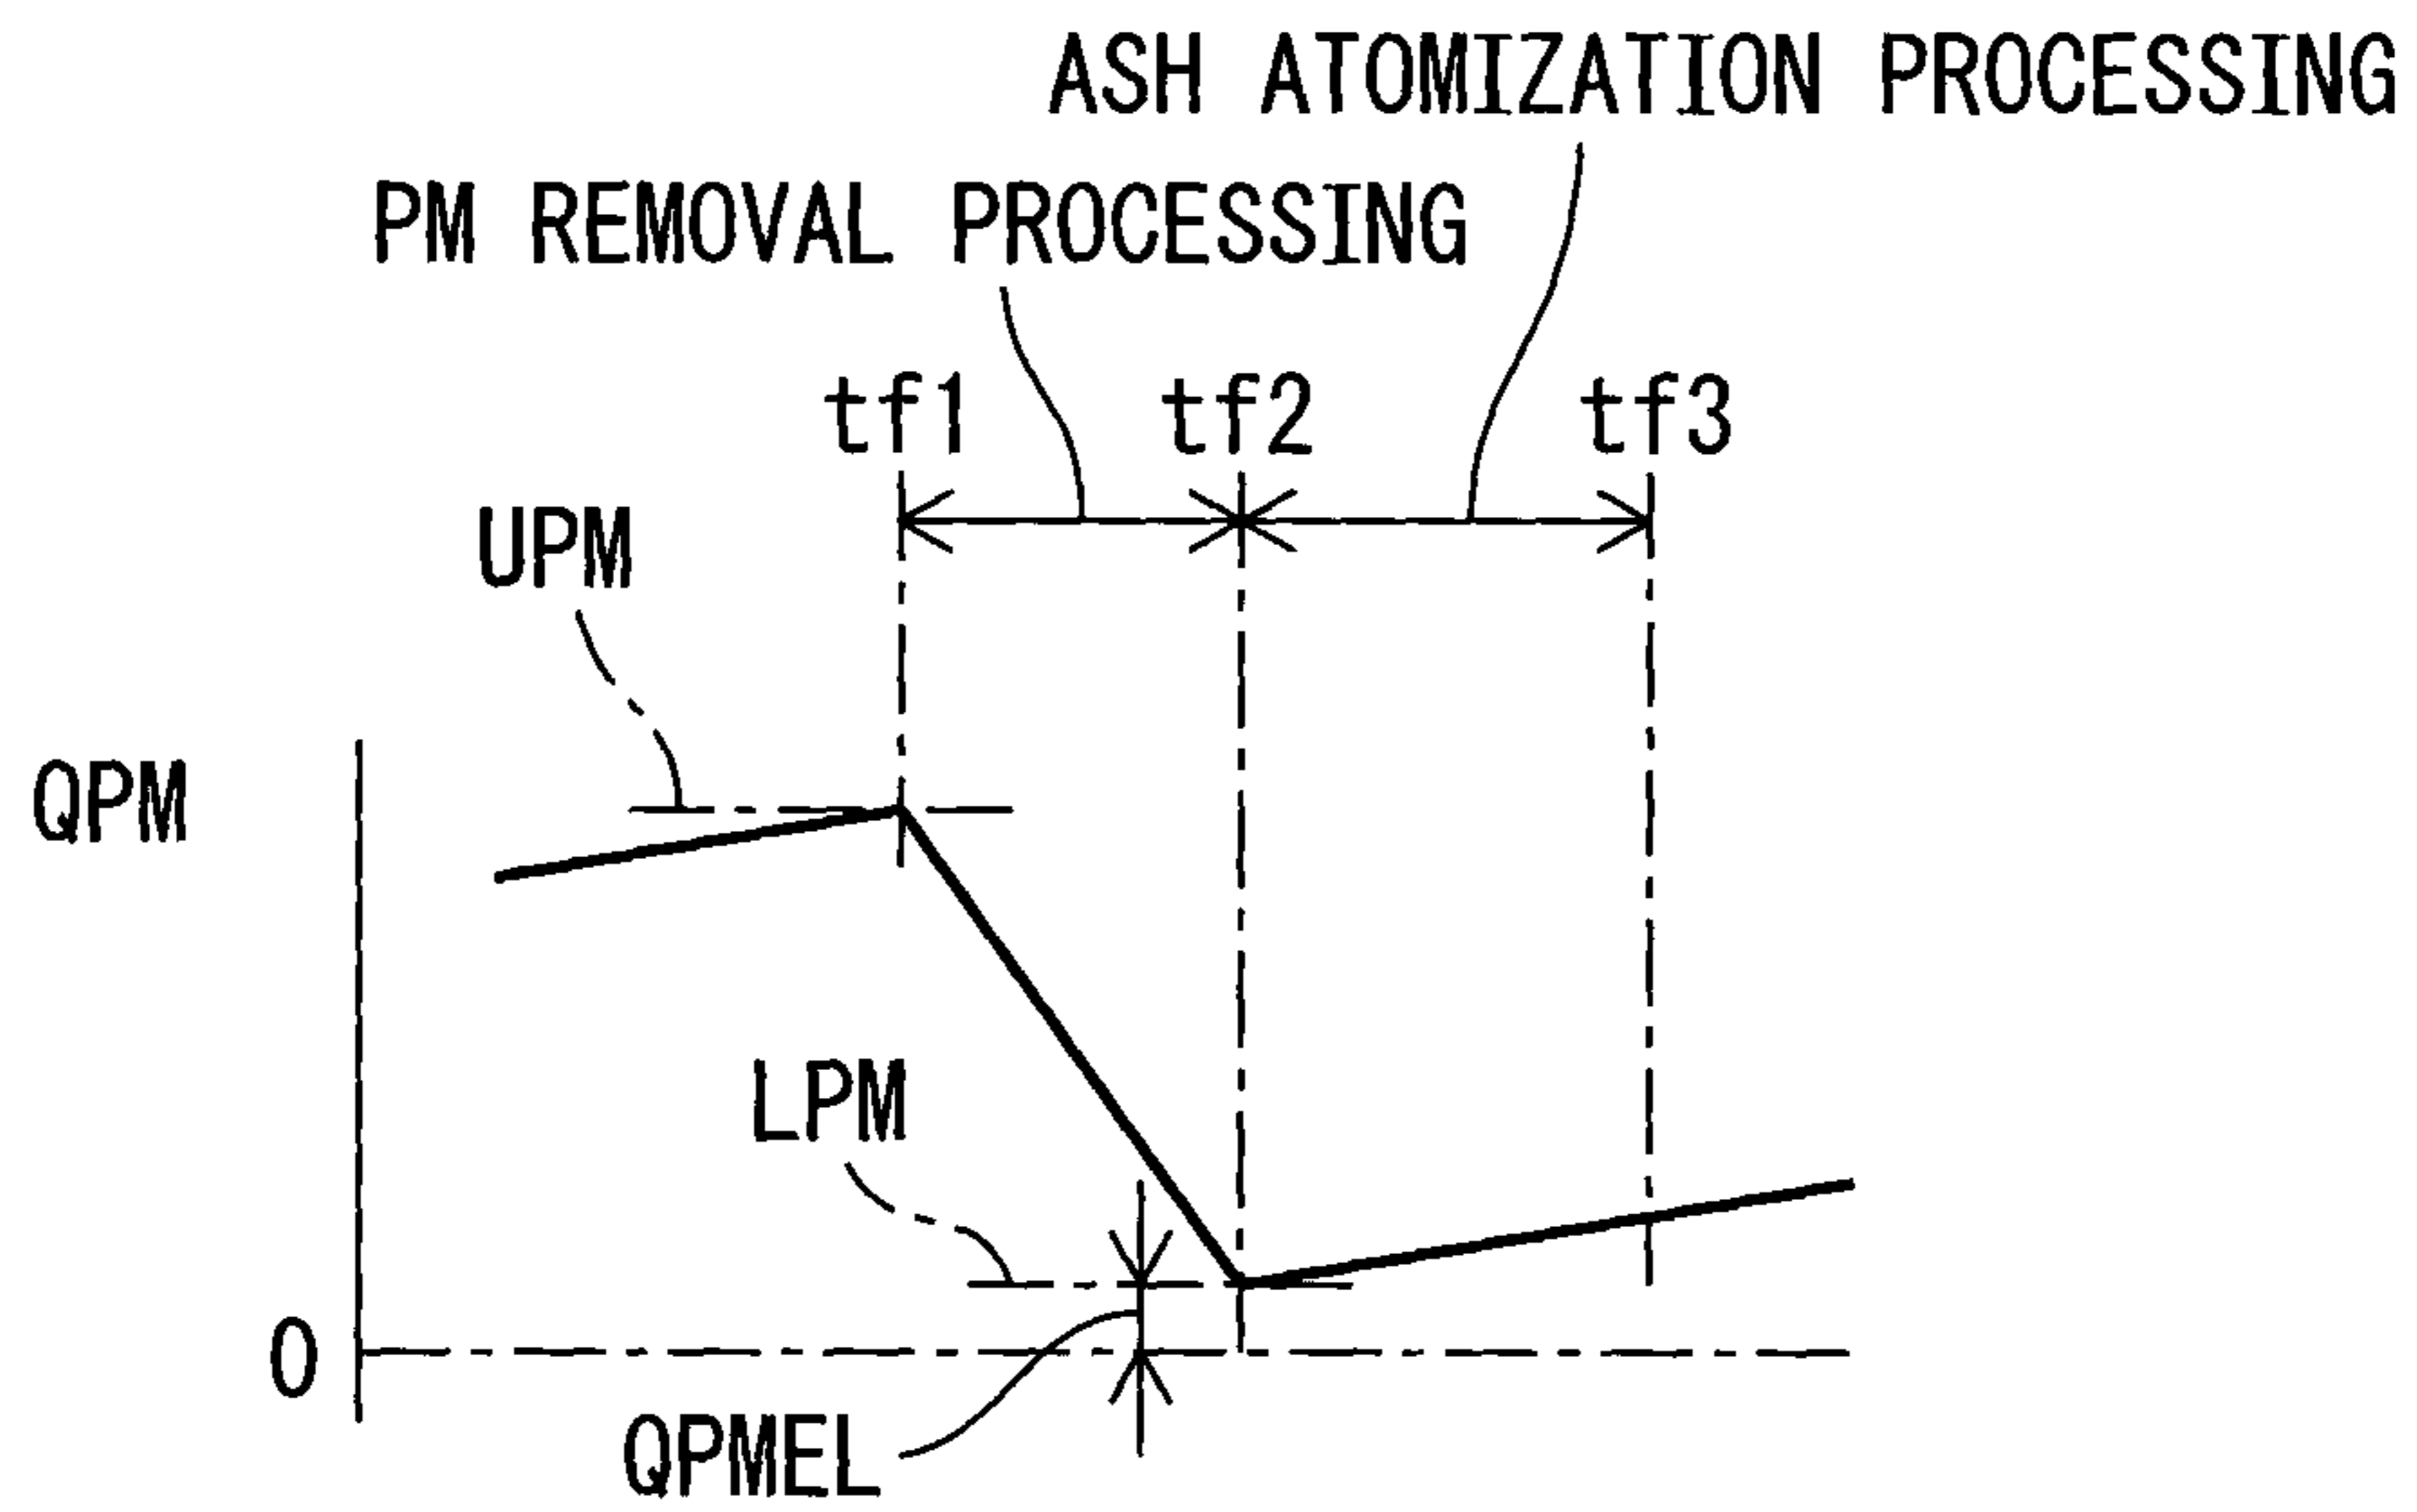 ASH ATOMIZATION PROCESSING
PM REMOVAL PROCESSING
tf1 tf2 tf3
UPM
QPM
LPM
0
QPMEL